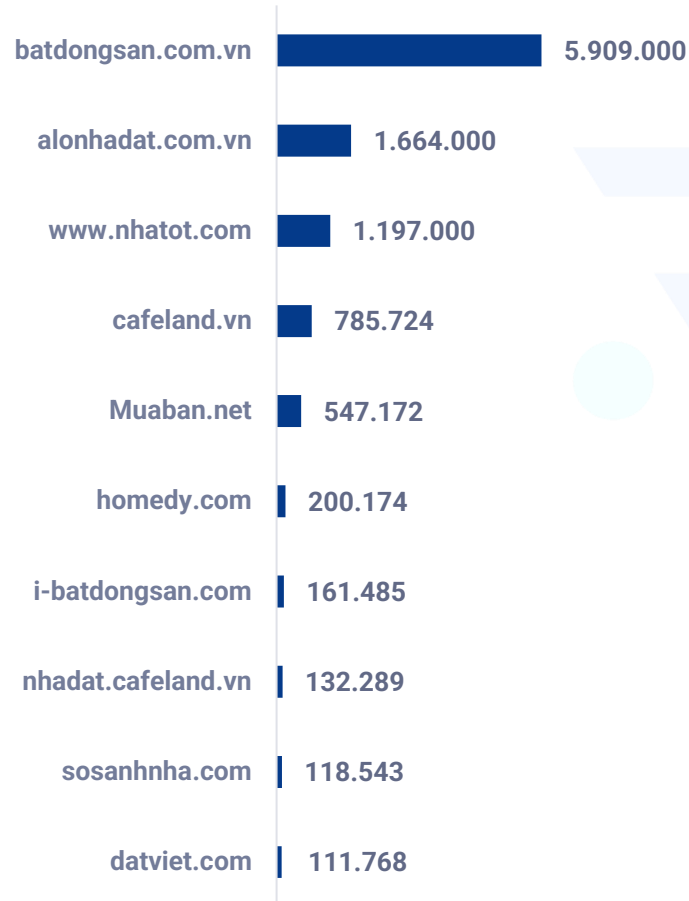 batdongsan.com.vn 5.909.000
alonhadat.com.vn 1.664.000
www.nhatot.com 1.197.000
cafeland.vn 785.724
Muaban.net 547.172
homedy.com 200.174
i-batdongsan.com 161.485
nhadat.cafeland.vn 132.289
sosanhnha.com 118.543
datviet.com 111.768